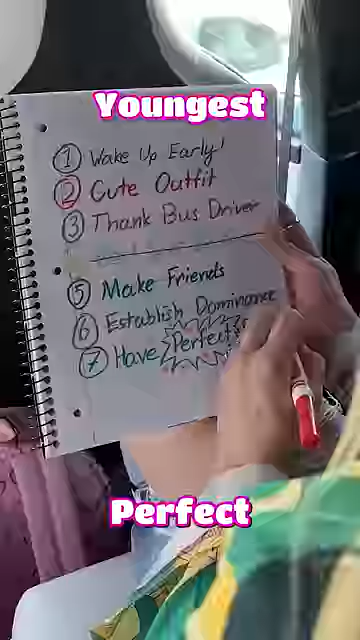 Youngest
① Wake Up Early!
② Cute Outfit
③ Thank Bus Driver
⑤ Make Friends
⑥ Establish Dominance
⑦ Have Perfect
Perfect